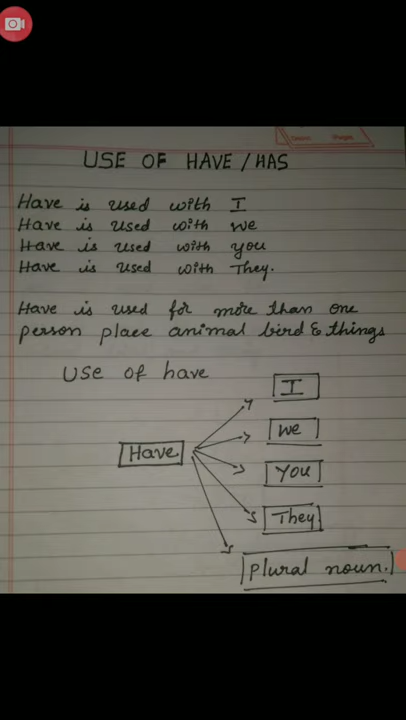 USE OF HAVE / HAS
Have is used with I
Have is used with we
Have is used with you
Have is used with They.
Have is used for more than one
person place animal bird & things
Use of have
I
we
Have
You
They
Plural noun.